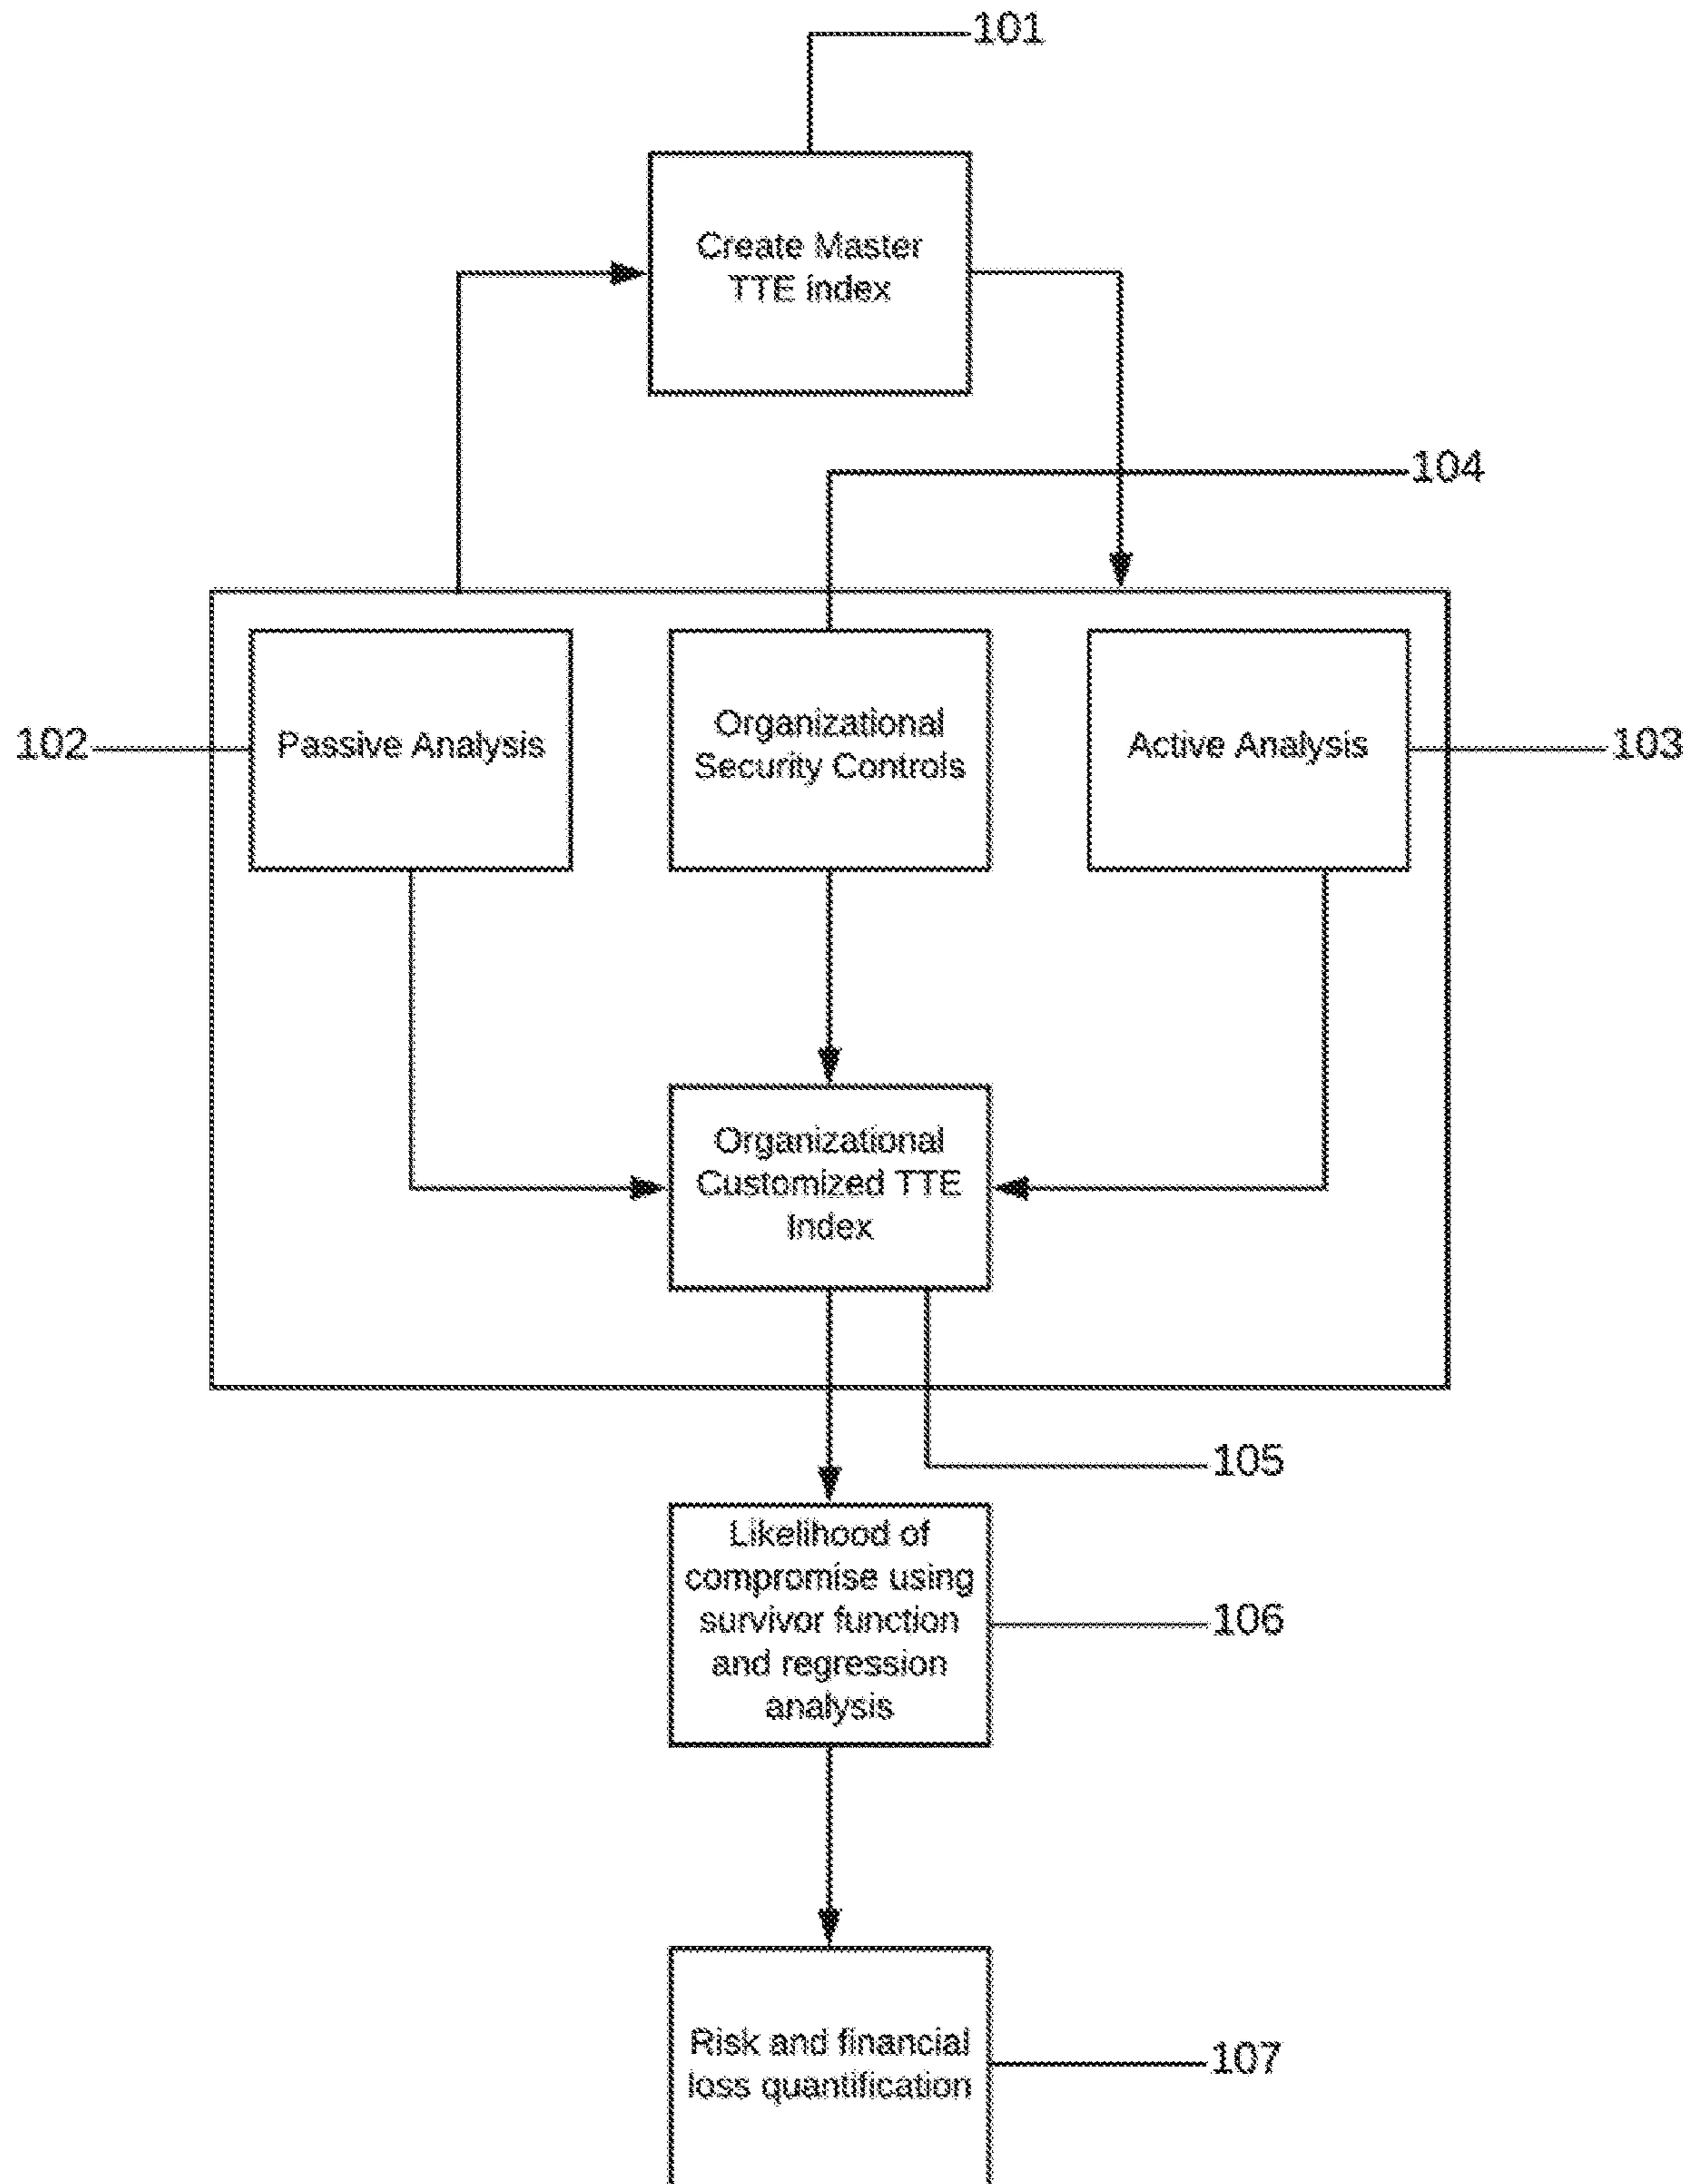 101
Create Master
TTE index
104
102
Passive Analysis
Organizational
Security Controls
Active Analysis
103
Organizational
Customized TTE
Index
105
Likelihood of
compromise using
survivor function
and regression
analysis
106
Risk and financial
loss quantification
107